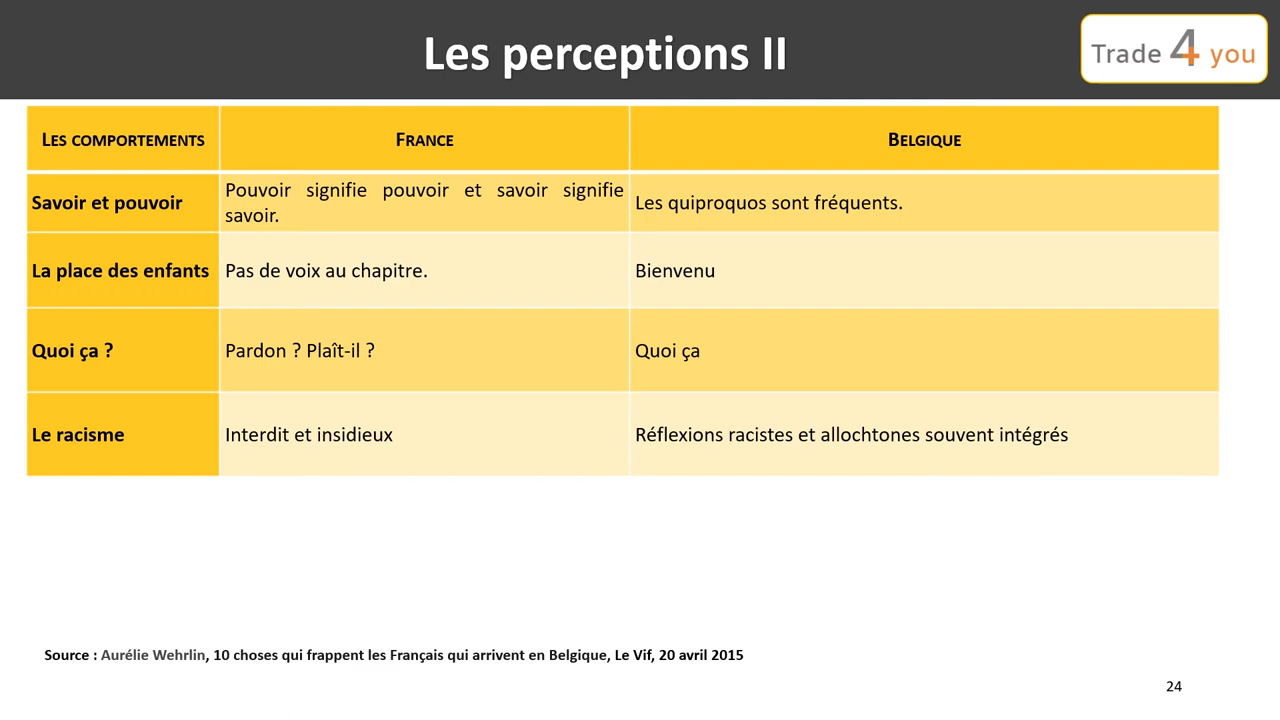 Les perceptions II
Trade 4 you
LES COMPORTEMENTS
FRANCE
BELGIQUE
Savoir et pouvoir
Pouvoir signifie pouvoir et savoir signifie
savoir.
Les quiproquos sont fréquents.
La place des enfants
Pas de voix au chapitre.
Bienvenu
Quoi ça ?
Pardon ? Plaît-il ?
Quoi ça
Le racisme
Interdit et insidieux
Réflexions racistes et allochtones souvent intégrés
Source : Aurélie Wehrlin, 10 choses qui frappent les Français qui arrivent en Belgique, Le Vif, 20 avril 2015
24